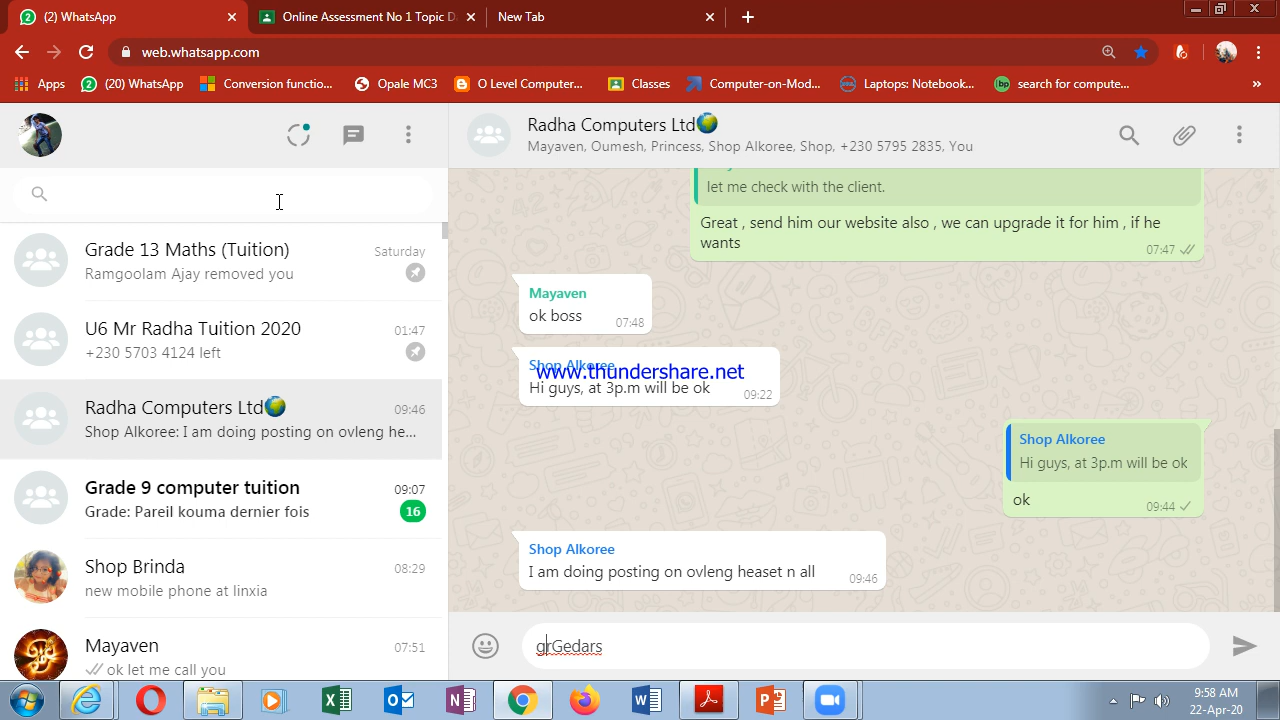 (2) WhatsApp
Online Assessment No 1 Topic D
New Tab
web.whatsapp.com
Apps
(20) WhatsApp
Conversion functio...
Opale MC3
O Level Computer...
Classes
Computer-on-Mod...
Laptops: Notebook...
search for compute...
Radha Computers Ltd
Mayaven, Oumesh, Princess, Shop Alkoree, Shop, +230 5795 2835, You
Grade 13 Maths (Tuition)
Saturday
Ramgoolam Ajay removed you
U6 Mr Radha Tuition 2020
01:47
+230 5703 4124 left
Radha Computers Ltd
09:46
Shop Alkoree: I am doing posting on ovleng he...
Grade 9 computer tuition
09:07
Grade: Pareil kouma dernier fois
16
Shop Brinda
08:29
new mobile phone at linxia
Mayaven
07:51
ok let me call you
let me check with the client.
Great , send him our website also , we can upgrade it for him , if he
wants
07:47
Mayaven
ok boss
07:48
Shop Alkoree
www.thundershare.net
Hi guys, at 3p.m will be ok
09:22
Shop Alkoree
Hi guys, at 3p.m will be ok
ok
09:44
Shop Alkoree
I am doing posting on ovleng heaset n all
09:46
grGedars
9:58 AM
22-Apr-20